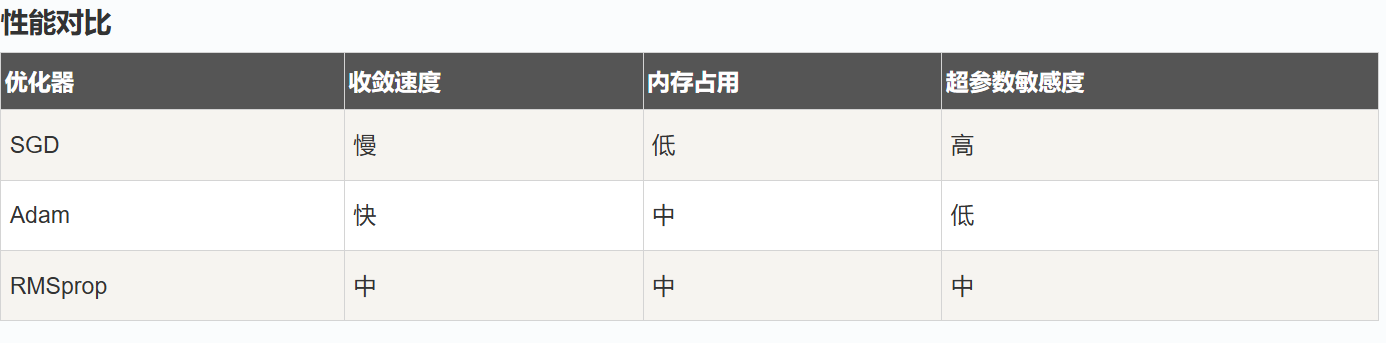 性能对比
优化器 收敛速度 内存占用 超参数敏感度
SGD 慢 低 高
Adam 快 中 低
RMSprop 中 中 中